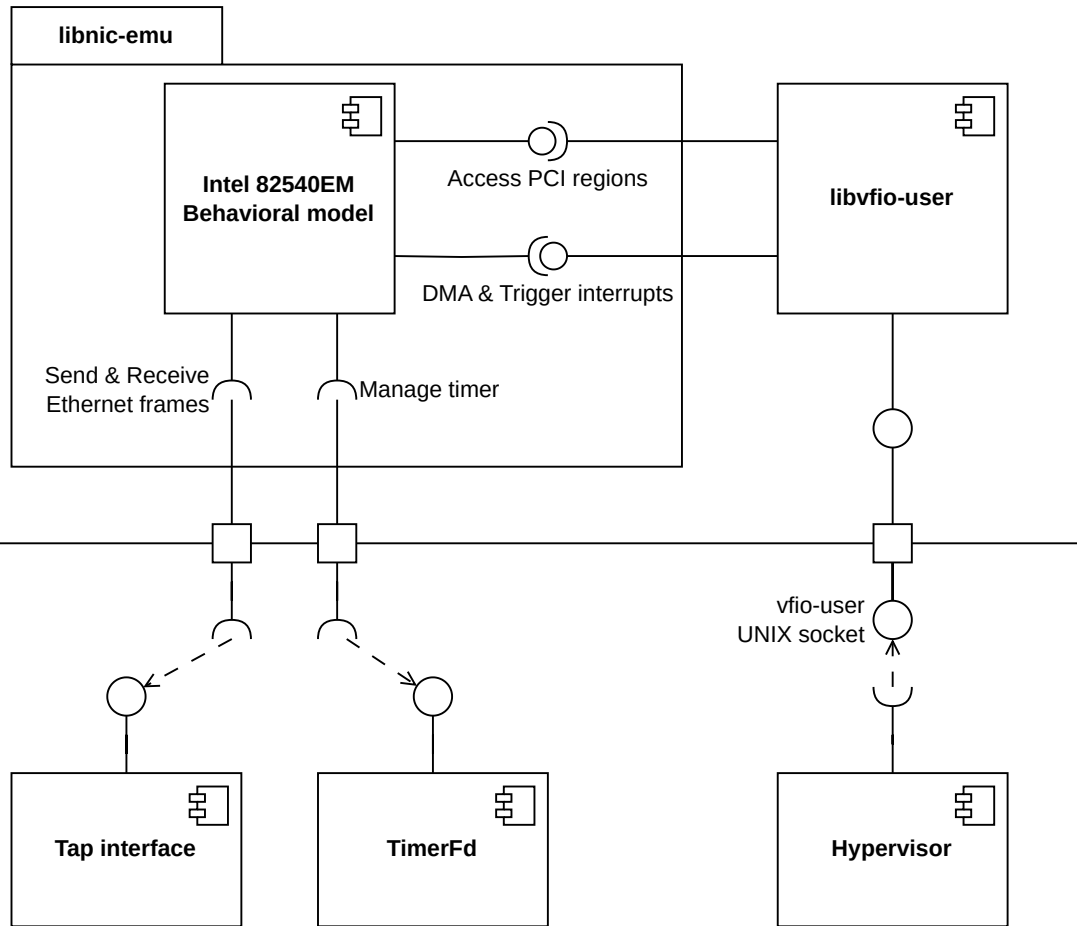 libnic-emu
Intel 82540EM
Behavioral model
Access PCI regions
libvfio-user
DMA & Trigger interrupts
Send & Receive
Ethernet frames
Manage timer
vfio-user
UNIX socket
Tap interface
TimerFd
Hypervisor